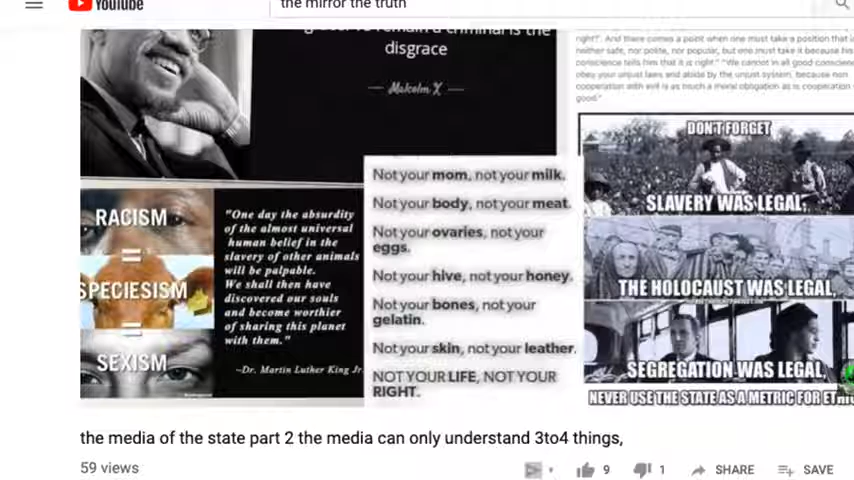 YouTube
the mirror the truth
criminal is the
disgrace
Malcolm X
right?'. And there comes a point when one must take a position that is
neither safe, nor polite, nor popular, but one must take it because his
conscience tells him that it is right." "We cannot in all good conscience
obey your unjust laws and abide by the unjust system, because non
cooperation with evil is as much a moral obligation as is cooperation
good."
RACISM
=
SPECIESISM
=
SEXISM
"One day the absurdity
of the almost universal
human belief in the
slavery of other animals
will be palpable.
We shall then have
discovered our souls
and become worthier
of sharing this planet
with them."
~Dr. Martin Luther King Jr.
Not your mom, not your milk.
Not your body, not your meat.
Not your ovaries, not your
eggs.
Not your hive, not your honey.
Not your bones, not your
gelatin.
Not your skin, not your leather.
NOT YOUR LIFE, NOT YOUR
RIGHT.
DON'T FORGET
SLAVERY WAS LEGAL,
THE HOLOCAUST WAS LEGAL,
SEGREGATION WAS LEGAL,
NEVER USE THE STATE AS A METRIC FOR
the media of the state part 2 the media can only understand 3to4 things,
59 views
9
1
SHARE
SAVE